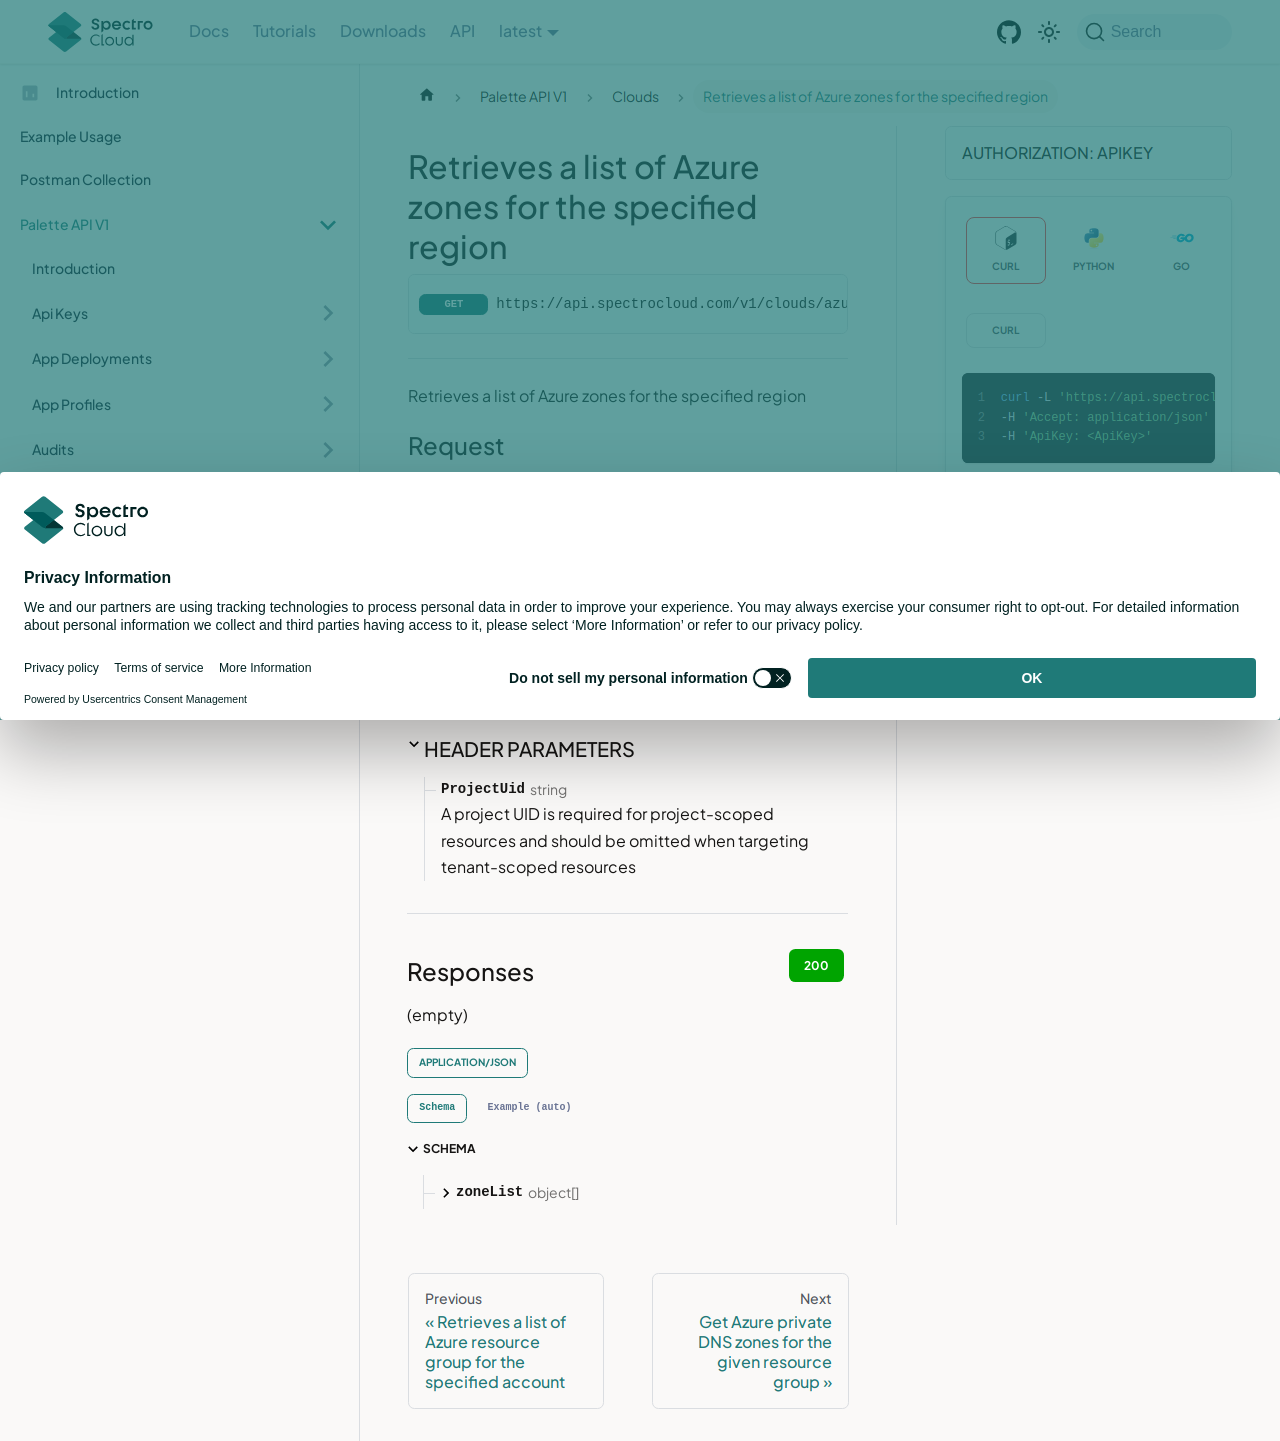 Spectro Cloud
Docs
Tutorials
Downloads
API
latest
Search
Introduction
Example Usage
Postman Collection
Palette API V1
Introduction
Api Keys
App Deployments
App Profiles
Audits
Palette API V1
Clouds
Retrieves a list of Azure zones for the specified region
Retrieves a list of Azure
zones for the specified
region
GET https://api.spectrocloud.com/v1/clouds/azu
Retrieves a list of Azure zones for the specified region
Request
AUTHORIZATION: APIKEY
CURL
PYTHON
GO
CURL
1 curl -L 'https://api.spectrocl
2 -H 'Accept: application/json'
3 -H 'ApiKey: <ApiKey>'
Spectro
Cloud
Privacy Information
We and our partners are using tracking technologies to process personal data in order to improve your experience. You may always exercise your consumer right to opt-out. For detailed information
about personal information we collect and third parties having access to it, please select ‘More Information’ or refer to our privacy policy.
Privacy policy
Terms of service
More Information
Powered by Usercentrics Consent Management
Do not sell my personal information
OK
HEADER PARAMETERS
ProjectUid string
A project UID is required for project-scoped
resources and should be omitted when targeting
tenant-scoped resources
Responses
200
(empty)
APPLICATION/JSON
Schema
Example (auto)
SCHEMA
zoneList object[]
Previous
« Retrieves a list of
Azure resource
group for the
specified account
Next
Get Azure private
DNS zones for the
given resource
group »